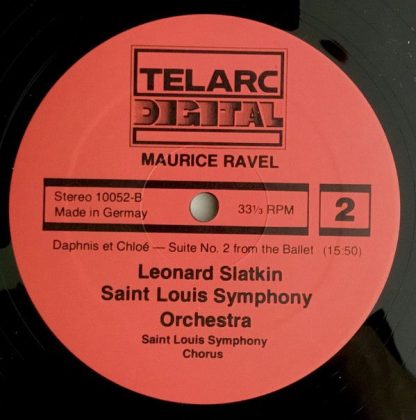 TELARC
DIGITAL
MAURICE RAVEL
Stereo 10052-B
Made in Germay
33⅓ RPM
2
Daphnis et Chloé — Suite No. 2 from the Ballet (15:50)
Leonard Slatkin
Saint Louis Symphony
Orchestra
Saint Louis Symphony
Chorus